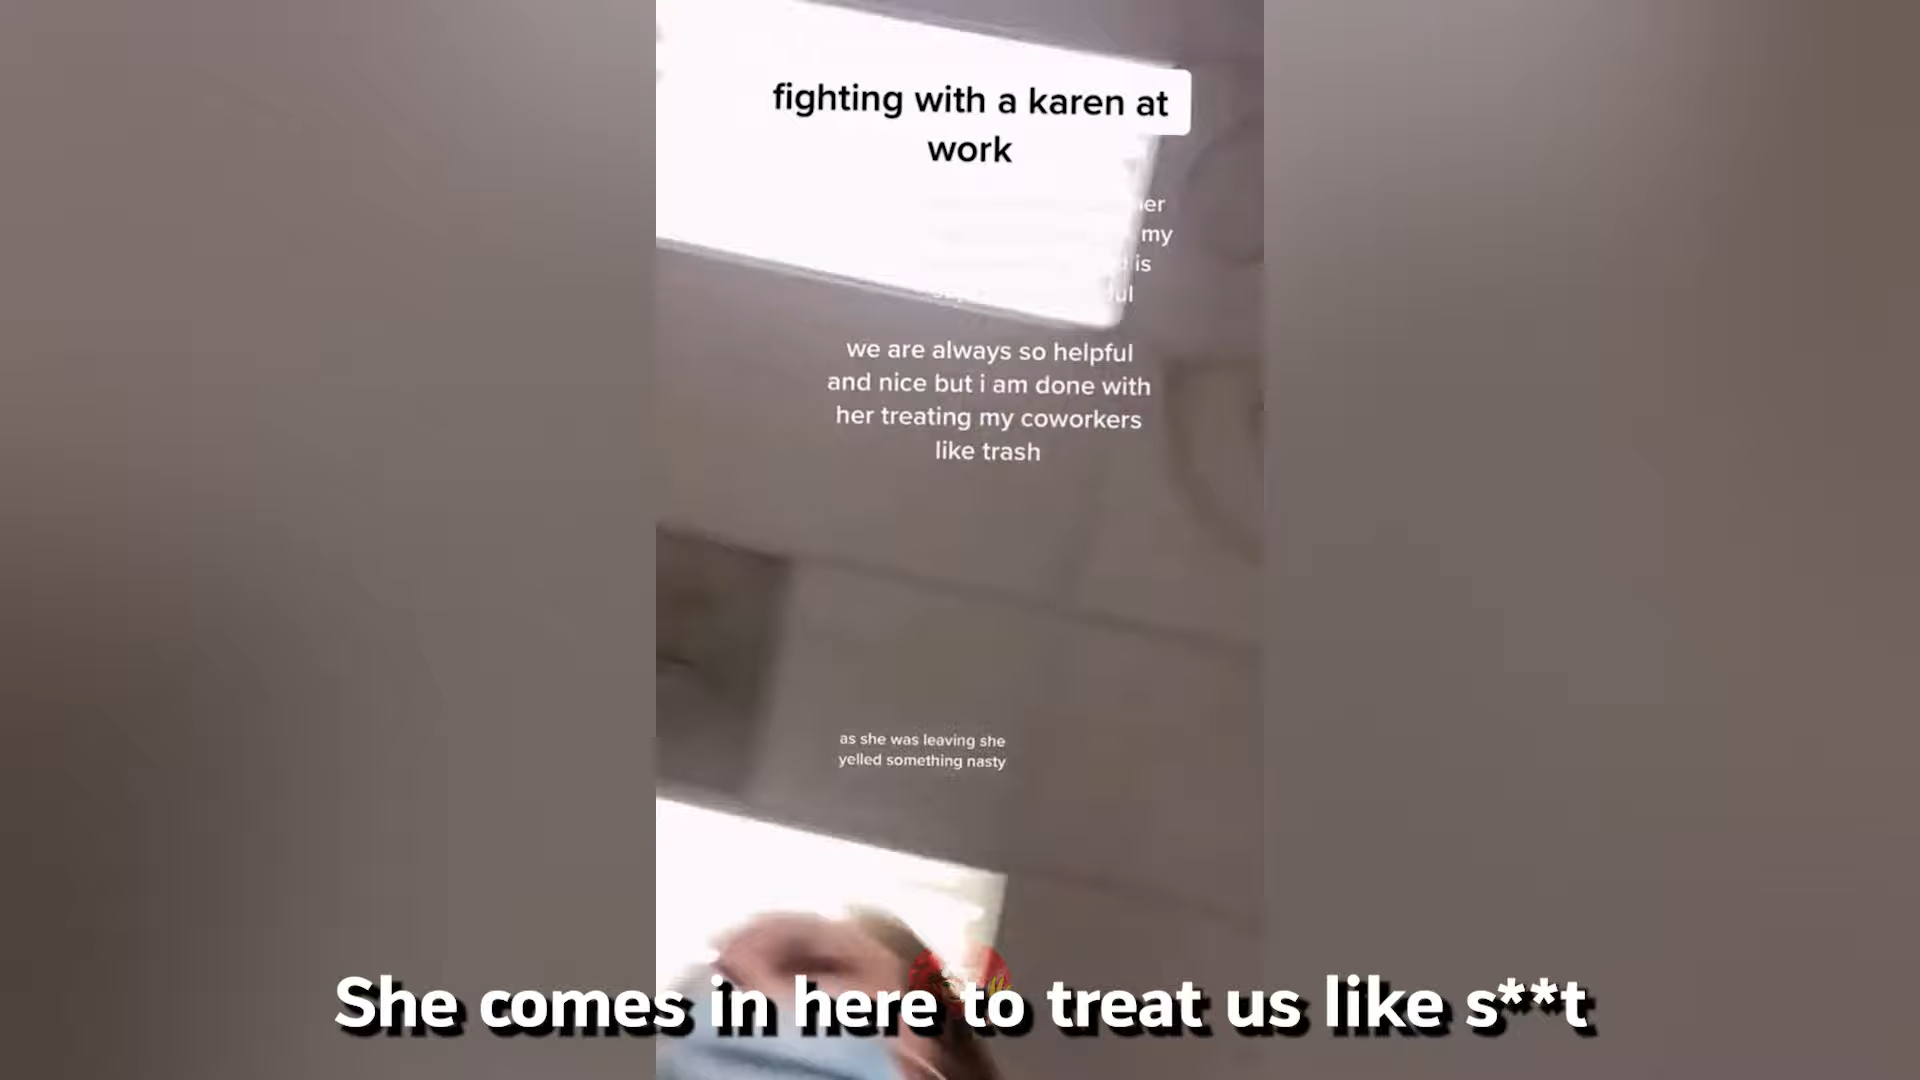 fighting with a karen at
work
my
is
we are always so helpful
and nice but i am done with
her treating my coworkers
like trash
as she was leaving she
yelled something nasty
She comes in here to treat us like s**t